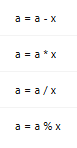 a = a - x
a = a * x
a = a / x
a = a % x